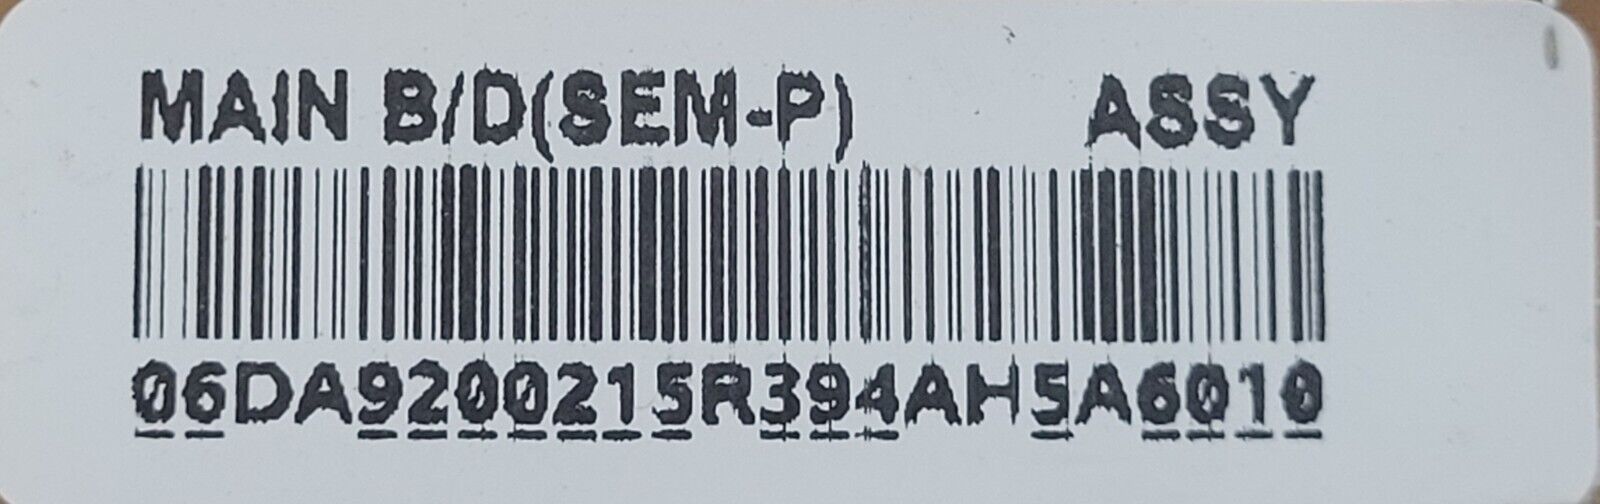 MAIN B/D(SEM-P) ASSY
06DA9200215R394AH5A6010